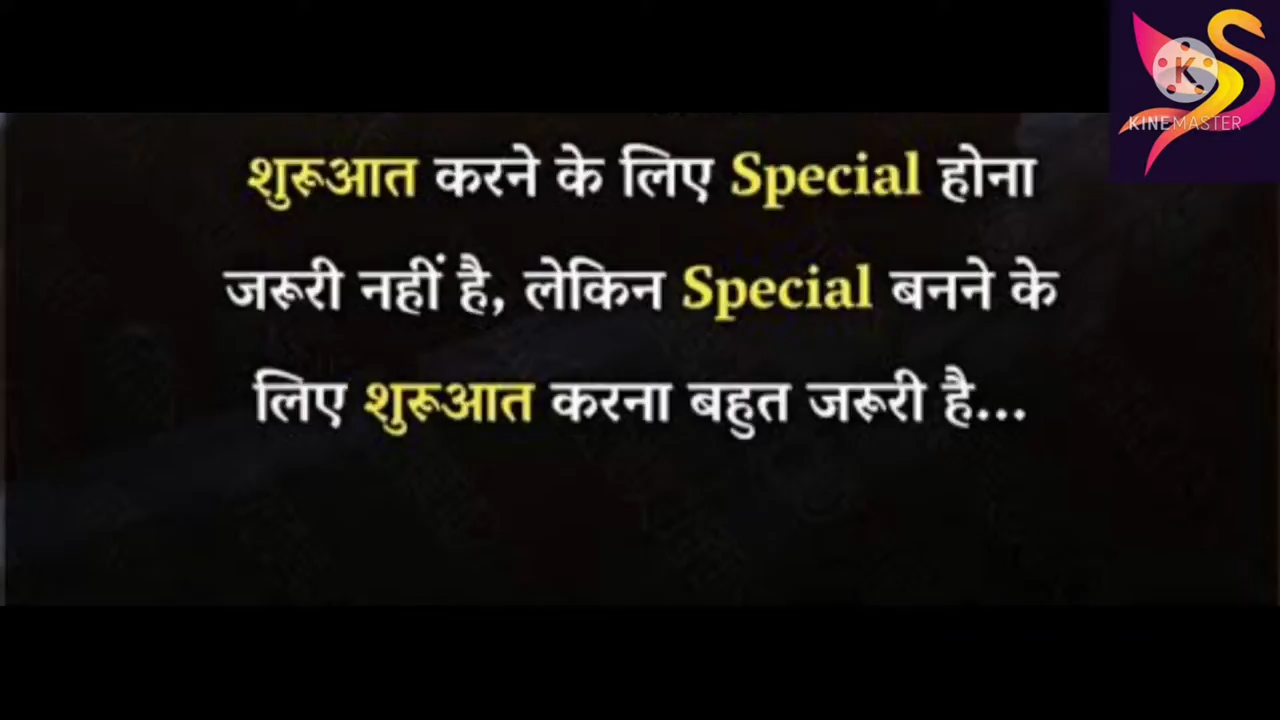 KINEMASTER
शुरूआत करने के लिए Special होना
जरूरी नहीं है, लेकिन Special बनने के
लिए शुरूआत करना बहुत जरूरी है...